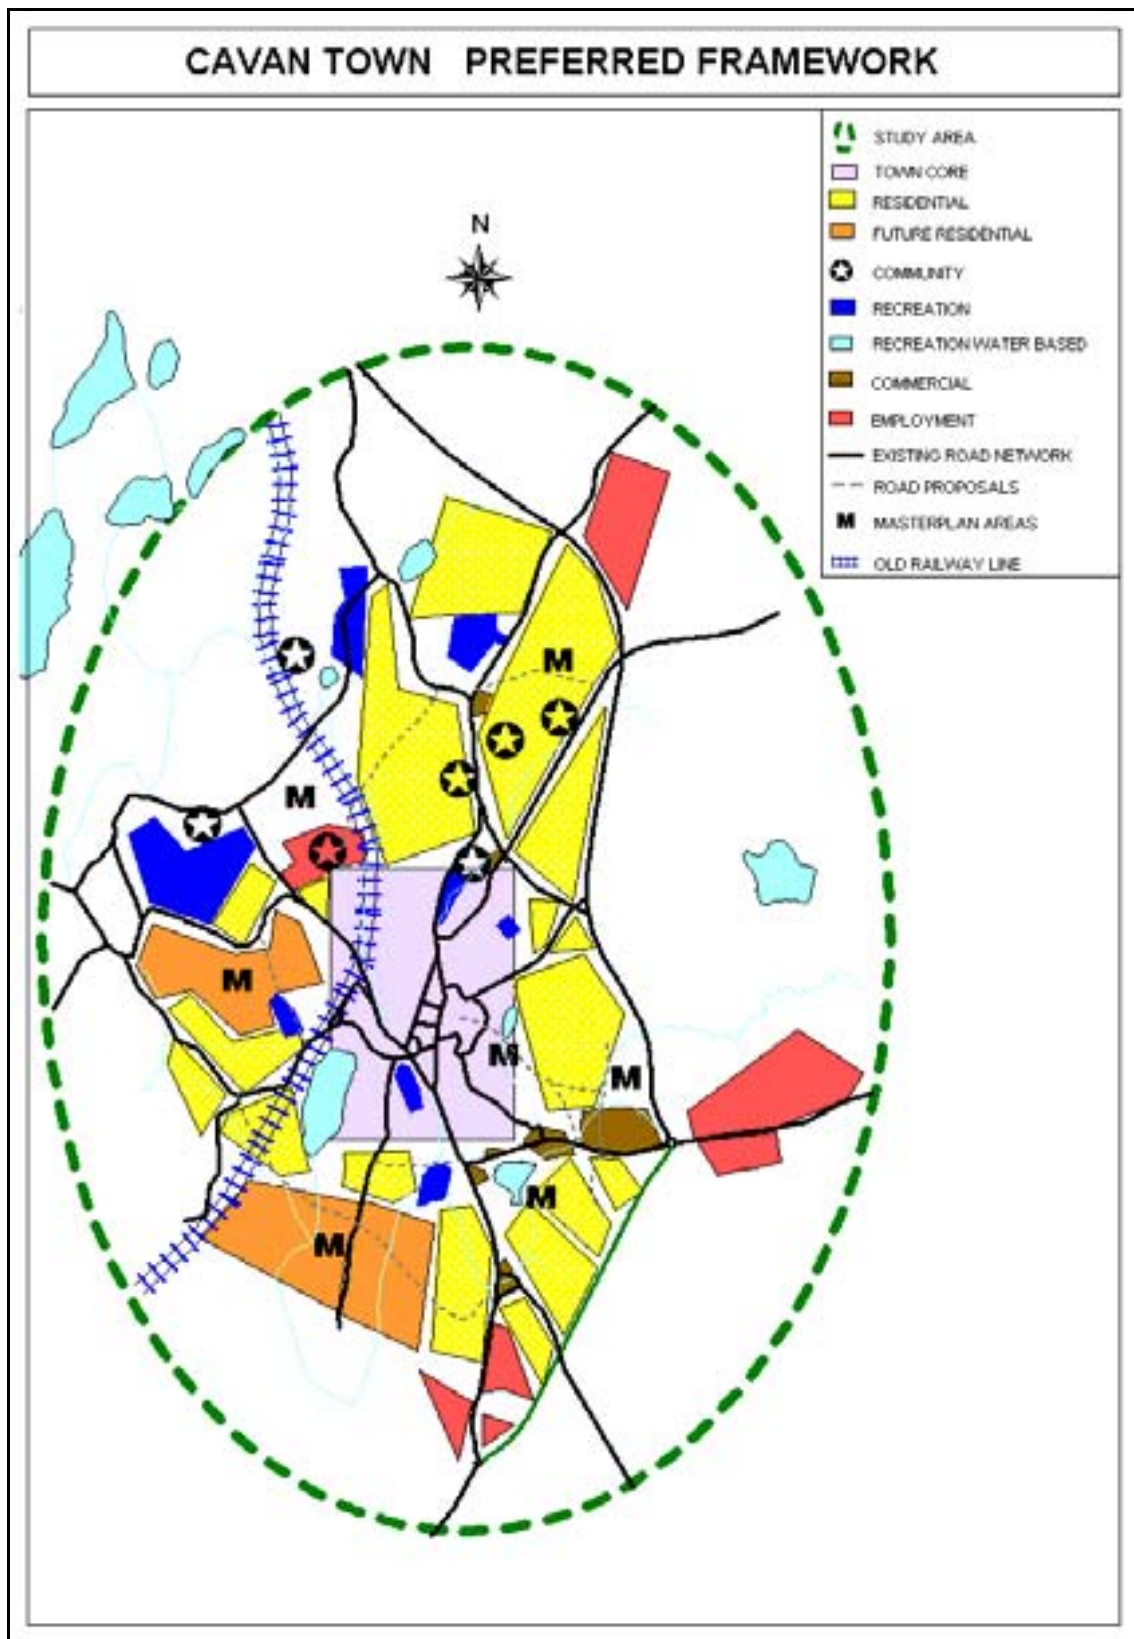 CAVAN TOWN PREFERRED FRAMEWORK
STUDY AREA
TOWN CORE
RESIDENTIAL
FUTURE RESIDENTIAL
COMMUNITY
RECREATION
RECREATION WATER BASED
COMMERCIAL
EMPLOYMENT
EXISTING ROAD NETWORK
ROAD PROPOSALS
M MASTERPLAN AREAS
OLD RAILWAY LINE
N
M
M
M
M
M
M
M